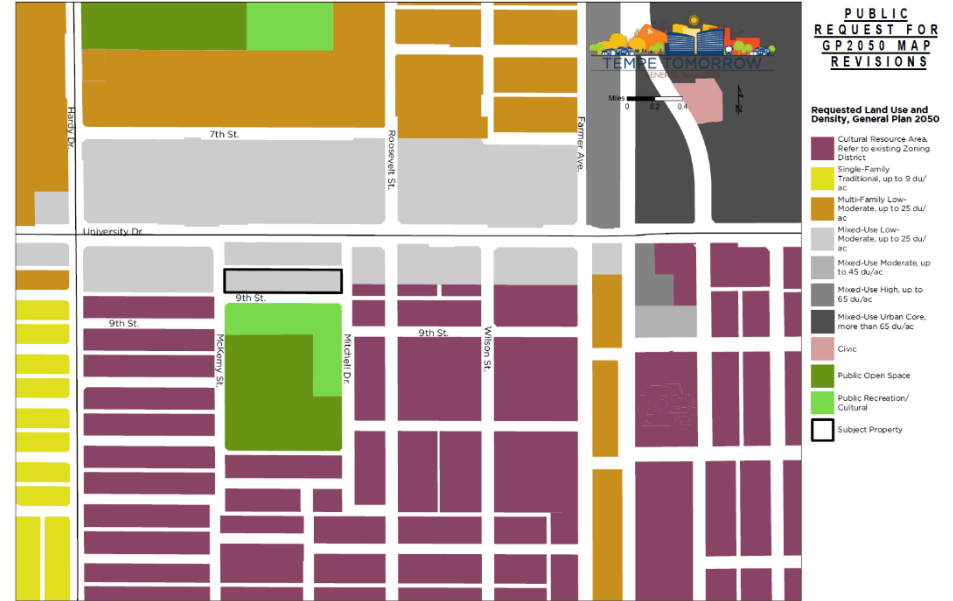 PUBLIC
REQUEST FOR
GP2050 MAP
REVISIONS
TEMPE TOMORROW
Miles
0 0.2 0.4
N
Requested Land Use and
Density, General Plan 2050
Cultural Resource Area,
Refer to existing Zoning
District
Single-Family
Traditional, up to 9 du/
ac
Multi-Family Low-
Moderate, up to 25 du/
ac
Mixed-Use Low-
Moderate, up to 25 du/
ac
Mixed-Use Moderate, up
to 45 du/ac
Mixed-Use High, up to
65 du/ac
Mixed-Use Urban Core,
more than 65 du/ac
Civic
Public Open Space
Public Recreation/
Cultural
Subject Property
Hardy Dr.
7th St.
Roosevelt St.
Farmer Ave.
University Dr.
9th St.
9th St.
9th St.
McKemy St.
Mitchell Dr.
Wilson St.